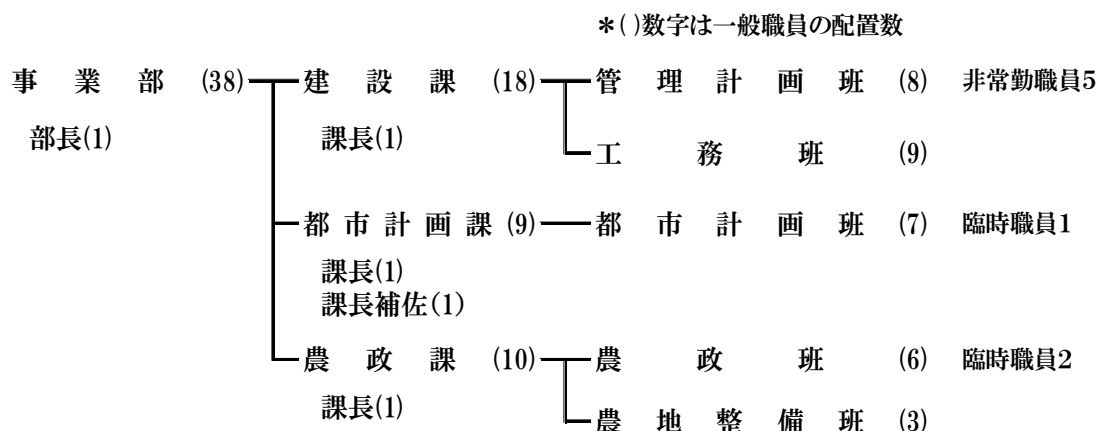 *( )数字は一般職員の配置数
事業部 (38) 建設課 (18) 管理計画班 (8) 非常勤職員5
部長(1) 課長(1)
工務班 (9)
都市計画課 (9) 都市計画班 (7) 臨時職員1
課長(1)
課長補佐(1)
農政課 (10) 農政班 (6) 臨時職員2
課長(1)
農地整備班 (3)